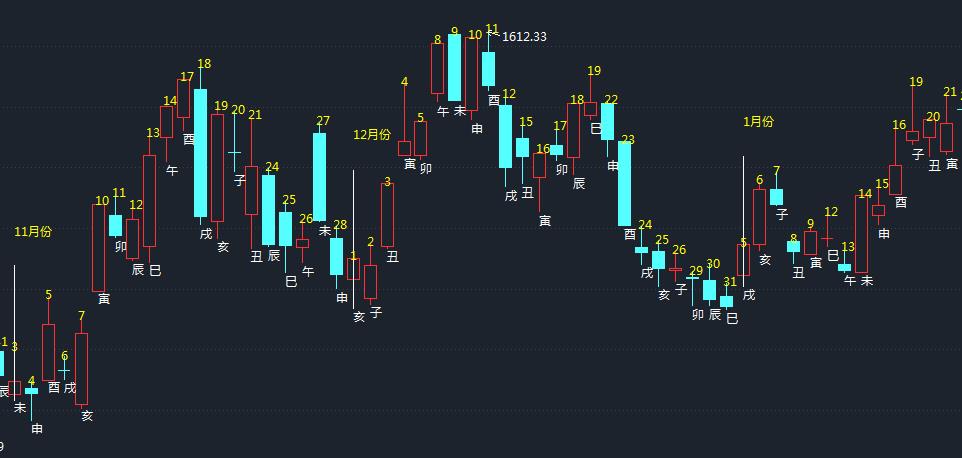 11月份
31
3
4
5
6
7
10
11
12
13
14
17
18
19
20
21
24
25
26
27
28
12月份
1
2
3
4
5
8
9
10
11
1612.33
12
15
16
17
18
19
22
23
24
25
26
29
30
31
1月份
5
6
7
8
9
12
13
14
15
16
19
20
21
辰
未
申
酉
戌
亥
寅
卯
辰
巳
午
酉
戌
亥
子
丑
辰
巳
午
未
申
亥
子
丑
寅
卯
午
未
申
酉
戌
丑
寅
卯
辰
巳
午
酉
戌
亥
子
卯
辰
巳
戌
亥
子
丑
寅
巳
午
未
申
酉
子
丑
寅
9